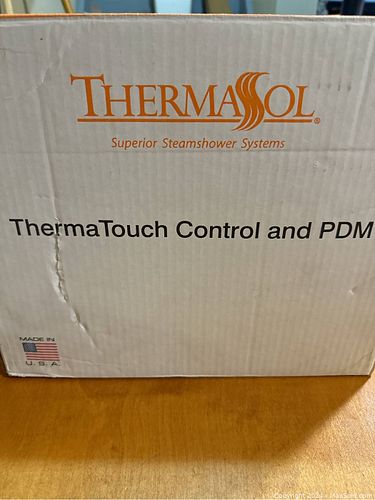 THERMASOL®
Superior Steamshower Systems
ThermaTouch Control and PDM
MADE IN
U. S. A.